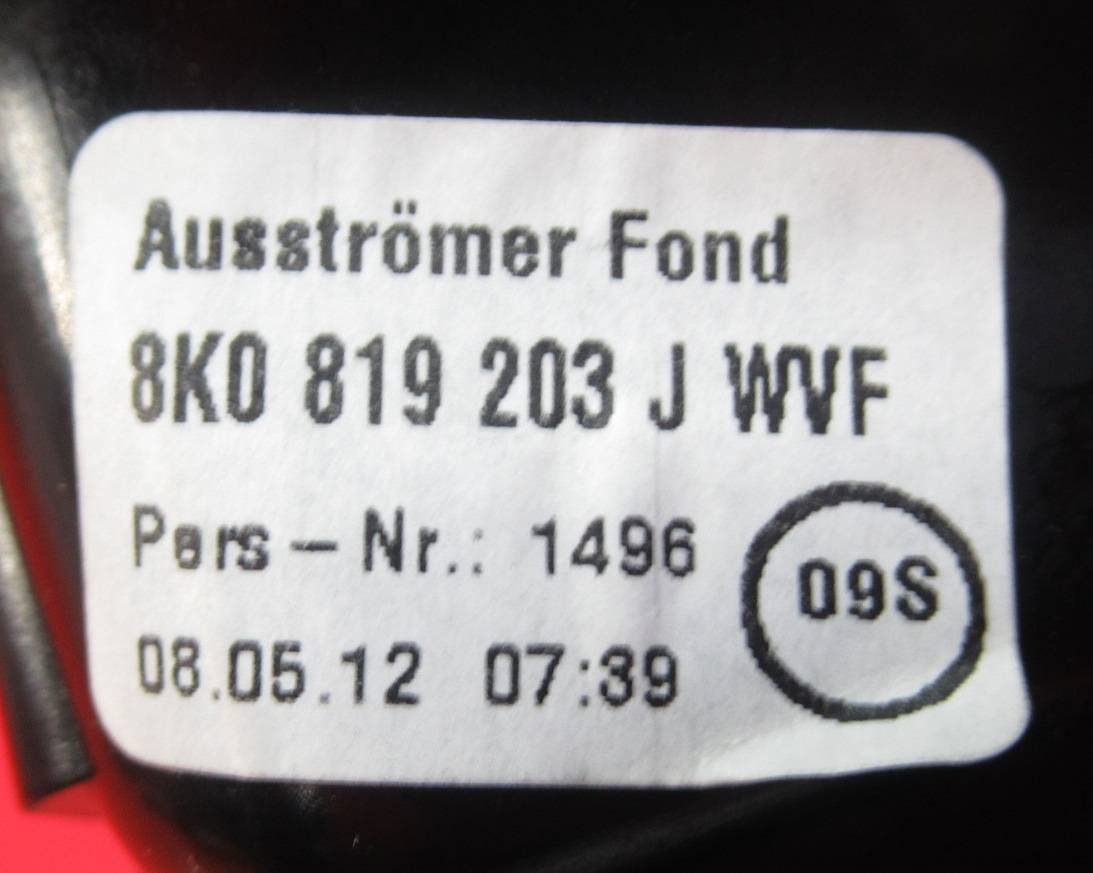 Ausströmer Fond
8K0 819 203 J WVF
Pers – Nr.: 1496
09S
08.05.12 07:39